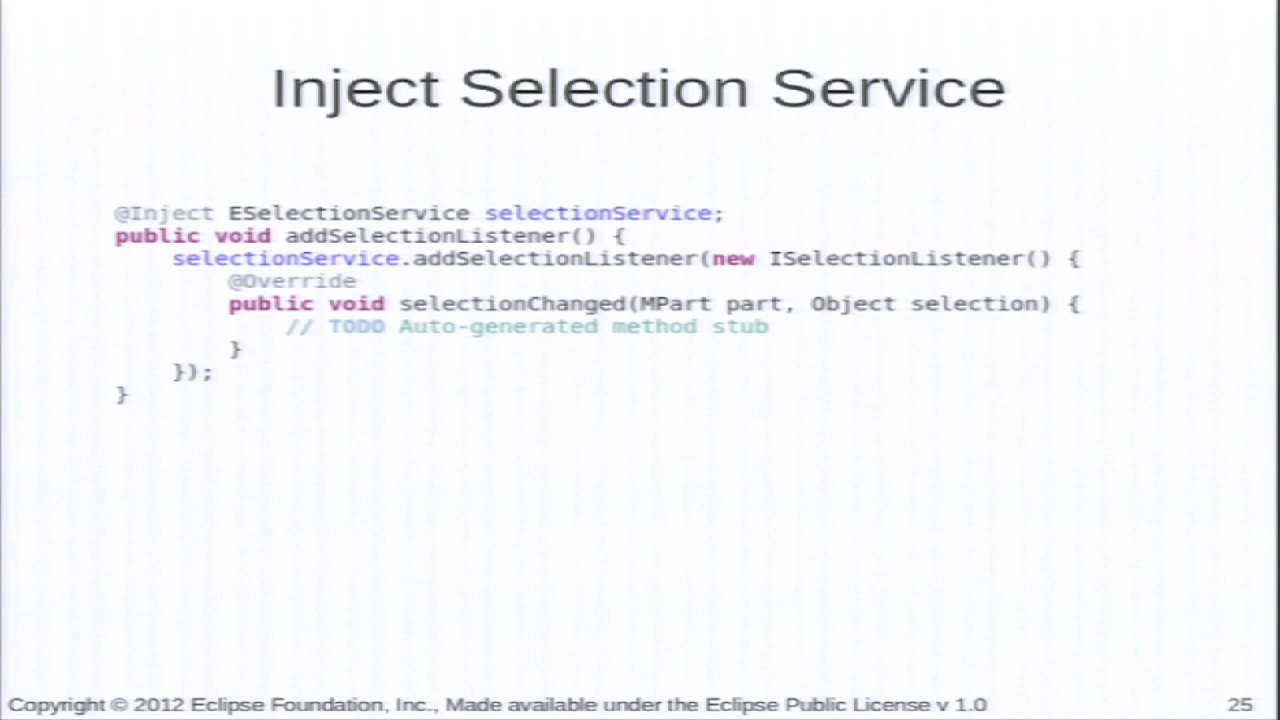 Inject Selection Service
@Inject ESelectionService selectionService;
public void addSelectionListener() {
selectionService.addSelectionListener(new ISelectionListener() {
@Override
public void selectionChanged(MPart part, Object selection) {
// TODO Auto-generated method stub
}
});
}
Copyright © 2012 Eclipse Foundation, Inc., Made available under the Eclipse Public License v 1.0
25